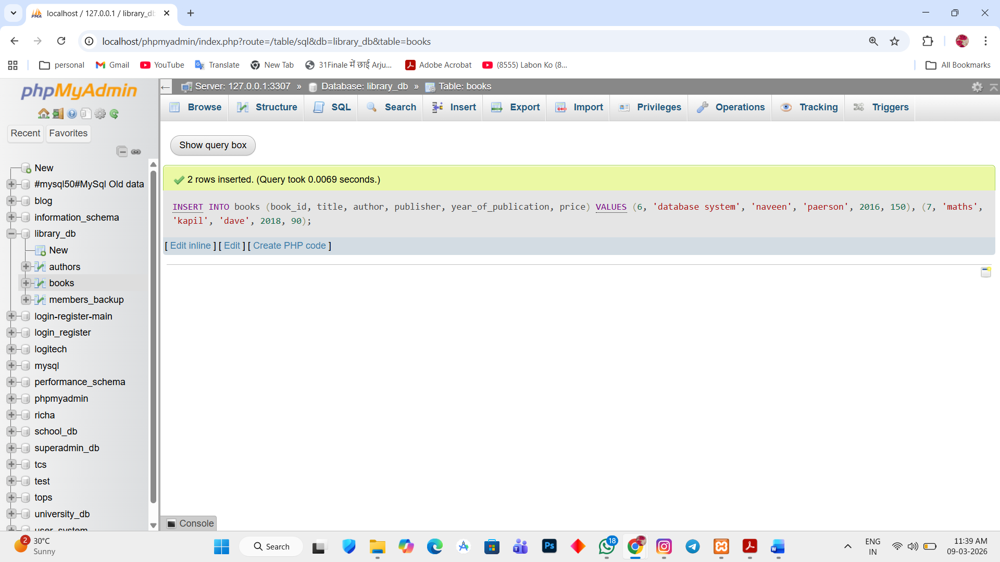 localhost / 127.0.0.1 / library_db
localhost/phpmyadmin/index.php?route=/table/sql&db=library_db&table=books
personal
Gmail
YouTube
Translate
New Tab
31Finale में छाई Arju...
Adobe Acrobat
(8555) Labon Ko (8...
All Bookmarks
phpMyAdmin
Recent
Favorites
New
#mysql50#MySql Old data
blog
information_schema
library_db
New
authors
books
members_backup
login-register-main
login_register
logitech
mysql
performance_schema
phpmyadmin
richa
school_db
superadmin_db
tcs
test
tops
university_db
user_system
Server: 127.0.0.1:3307 » Database: library_db » Table: books
Browse
Structure
SQL
Search
Insert
Export
Import
Privileges
Operations
Tracking
Triggers
Show query box
2 rows inserted. (Query took 0.0069 seconds.)
INSERT INTO books (book_id, title, author, publisher, year_of_publication, price) VALUES (6, 'database system', 'naveen', 'paerson', 2016, 150), (7, 'maths',
'kapil', 'dave', 2018, 90);
[ Edit inline ] [ Edit ] [ Create PHP code ]
Console
2
30°C
Sunny
Search
Ps
18
ENG
IN
11:39 AM
09-03-2026